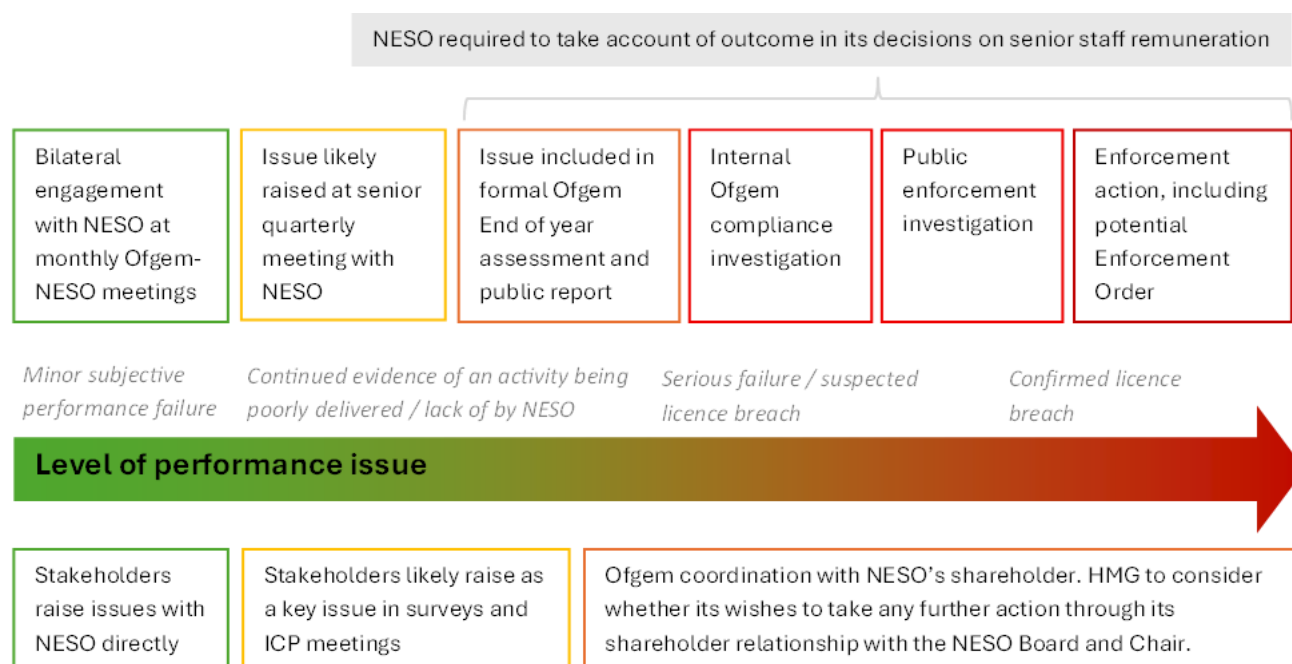 NESO required to take account of outcome in its decisions on senior staff remuneration
Bilateral
engagement
with NESO at
monthly Ofgem-
NESO meetings
Issue likely
raised at senior
quarterly
meeting with
NESO
Issue included in
formal Ofgem
End of year
assessment and
public report
Internal
Ofgem
compliance
investigation
Public
enforcement
investigation
Enforcement
action, including
potential
Enforcement
Order
Minor subjective
performance failure
Continued evidence of an activity being
poorly delivered / lack of by NESO
Serious failure / suspected
licence breach
Confirmed licence
breach
Level of performance issue
Stakeholders
raise issues with
NESO directly
Stakeholders likely raise as
a key issue in surveys and
ICP meetings
Ofgem coordination with NESO’s shareholder. HMG to consider
whether its wishes to take any further action through its
shareholder relationship with the NESO Board and Chair.